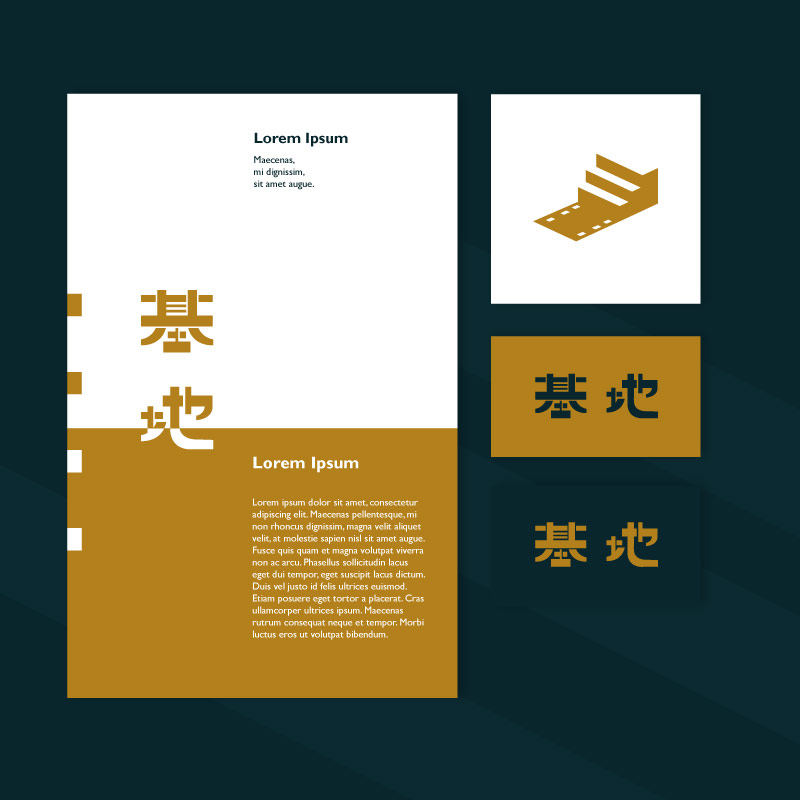 Lorem Ipsum
Maecenas,
mi dignissim,
sit amet augue.
基
地
Lorem Ipsum
Lorem ipsum dolor sit amet, consectetur
adipiscing elit. Maecenas pellentesque, mi
non rhoncus dignissim, magna velit aliquet
velit, at molestie sapien nisl sit amet augue.
Fusce quis quam et magna volutpat viverra
non ac arcu. Phasellus sollicitudin lacus
eget dui tempor, eget suscipit lacus dictum.
Duis vel justo id felis ultrices euismod.
Etiam posuere eget tortor a placerat. Cras
ullamcorper ultrices ipsum. Maecenas
rutrum consequat neque et tempor. Morbi
luctus eros ut volutpat bibendum.
基地
基地